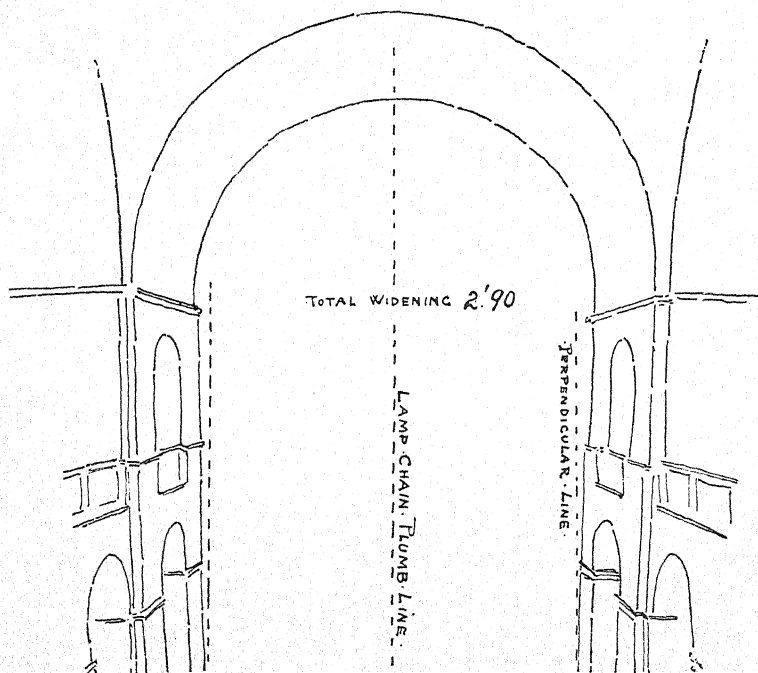 TOTAL WIDENING 2'.90
PERPENDICULAR · LINE ·
LAMP · CHAIN · PLUMB · LINE ·